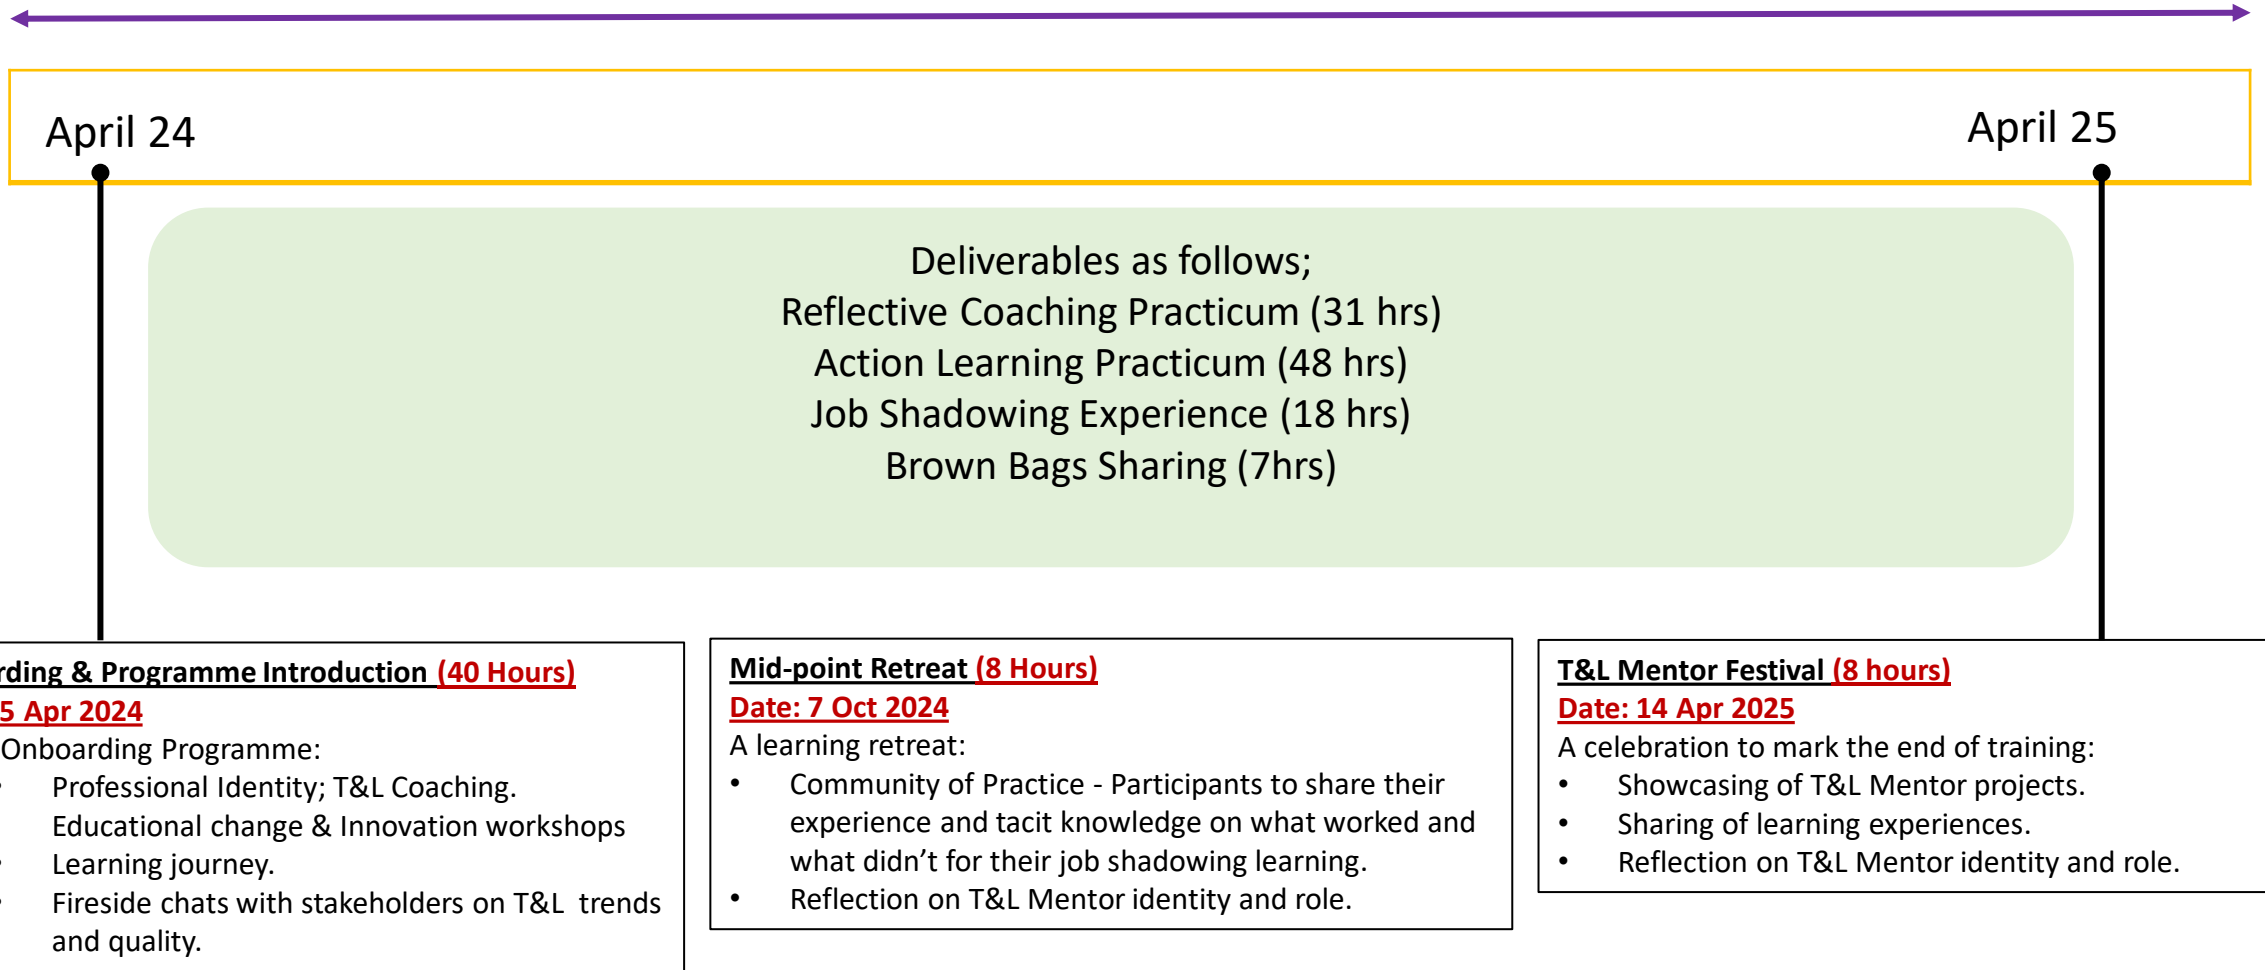 April 24
April 25
Deliverables as follows;
Reflective Coaching Practicum (31 hrs)
Action Learning Practicum (48 hrs)
Job Shadowing Experience (18 hrs)
Brown Bags Sharing (7hrs)
rding & Programme Introduction (40 Hours)
5 Apr 2024
Onboarding Programme:
• Professional Identity; T&L Coaching.
Educational change & Innovation workshops
• Learning journey.
• Fireside chats with stakeholders on T&L trends
and quality.
Mid-point Retreat (8 Hours)
Date: 7 Oct 2024
A learning retreat:
• Community of Practice - Participants to share their
experience and tacit knowledge on what worked and
what didn’t for their job shadowing learning.
• Reflection on T&L Mentor identity and role.
T&L Mentor Festival (8 hours)
Date: 14 Apr 2025
A celebration to mark the end of training:
• Showcasing of T&L Mentor projects.
• Sharing of learning experiences.
• Reflection on T&L Mentor identity and role.